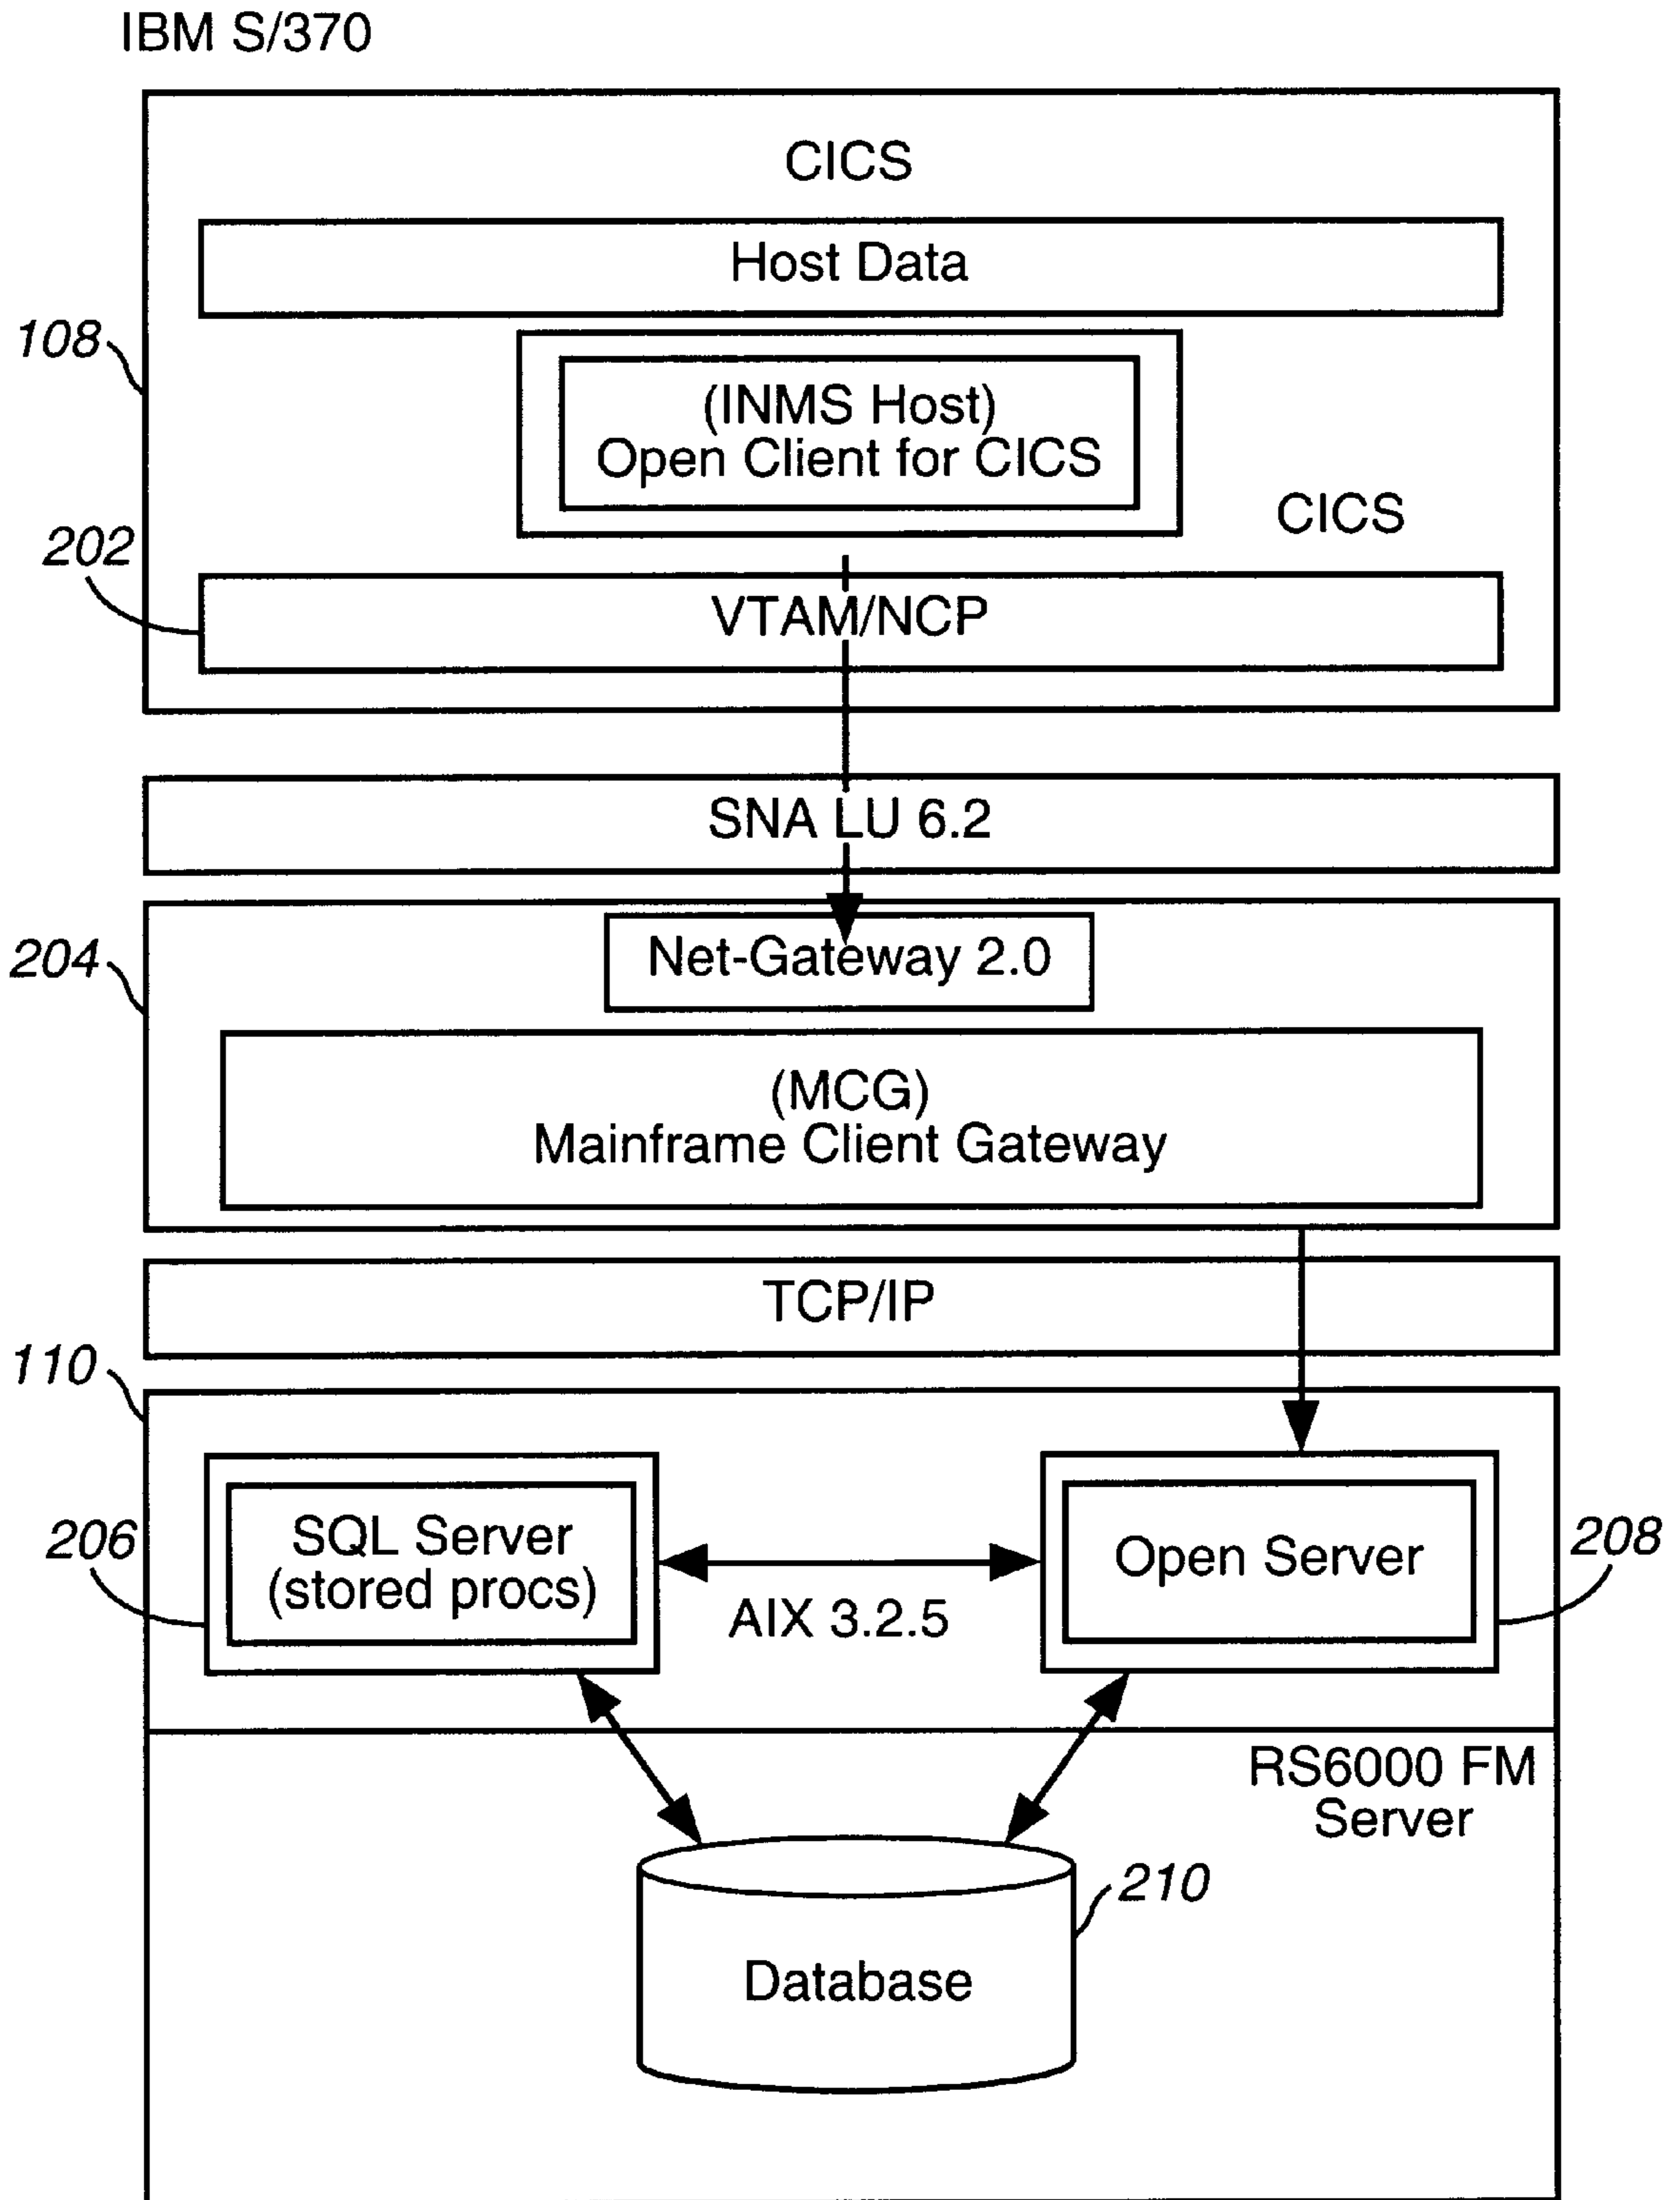 IBM S/370
CICS
Host Data
108
(INMS Host)
Open Client for CICS
CICS
202
VTAM/NCP
SNA LU 6.2
204
Net-Gateway 2.0
(MCG)
Mainframe Client Gateway
TCP/IP
110
206
SQL Server
(stored procs)
AIX 3.2.5
Open Server
208
RS6000 FM
Server
210
Database